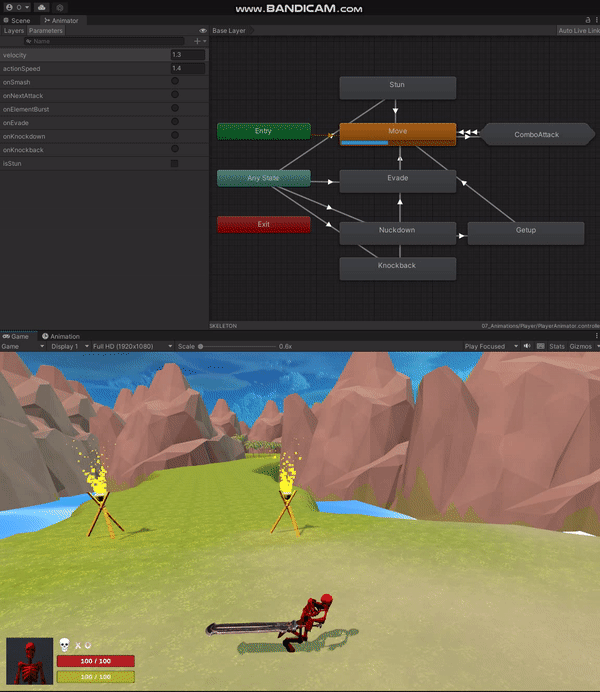 www.BANDICAM.com
Scene Animator
Layers Parameters
Name
Base Layer Auto Live Link
velocity 1.3
actionSpeed 1.4
onSmash
onNextAttack
onElementBurst
onEvade
onKnockdown
onKnockback
isStun
Stun
Entry Move ComboAttack
Any State Evade
Exit Nuckdown Getup
Knockback
SKELETON 07_Animations/Player/PlayerAnimator.controlle
Game Animation
Game Display 1 Full HD (1920x1080) Scale 0.6x Play Focused Stats Gizmos
X 0
100 / 100
100 / 100